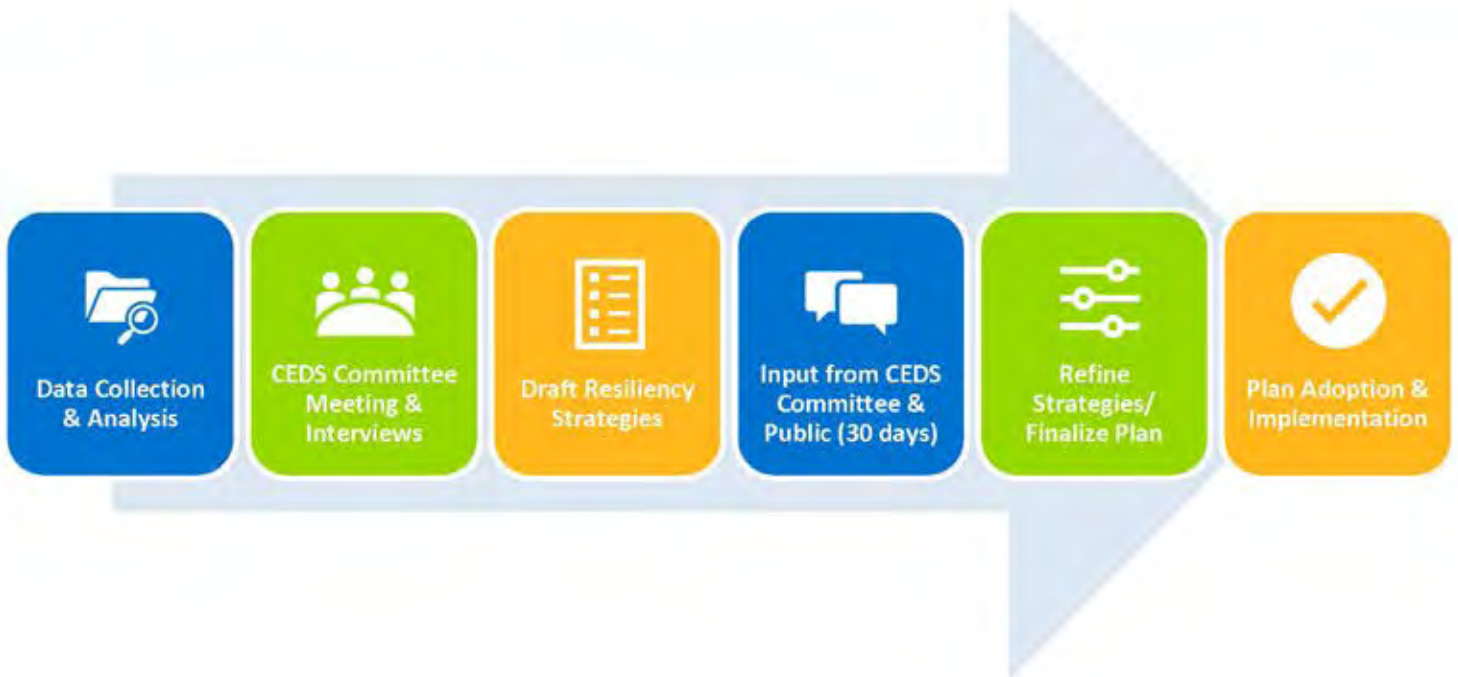 Data Collection
& Analysis
CEDS Committee
Meeting &
Interviews
Draft Resiliency
Strategies
Input from CEDS
Committee &
Public (30 days)
Refine
Strategies/
Finalize Plan
Plan Adoption &
Implementation